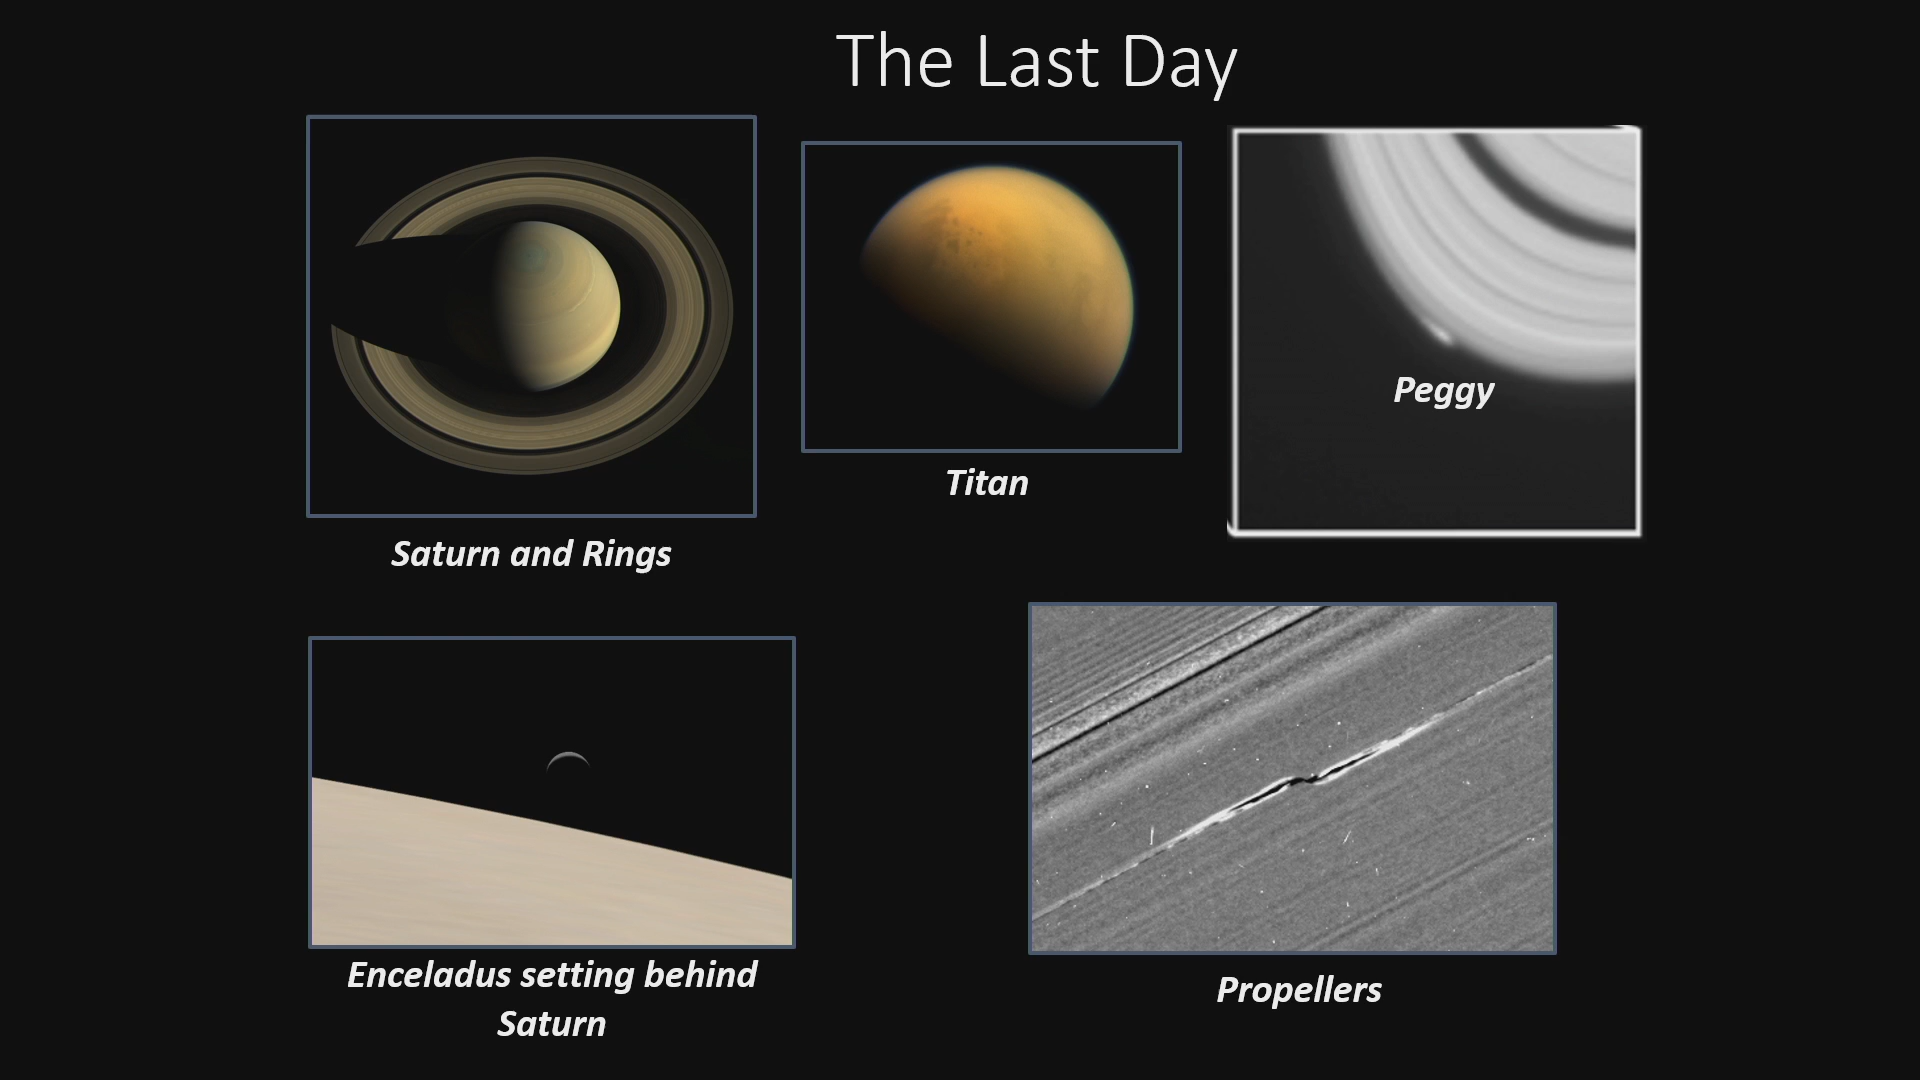 The Last Day
Saturn and Rings
Titan
Peggy
Enceladus setting behind
Saturn
Propellers